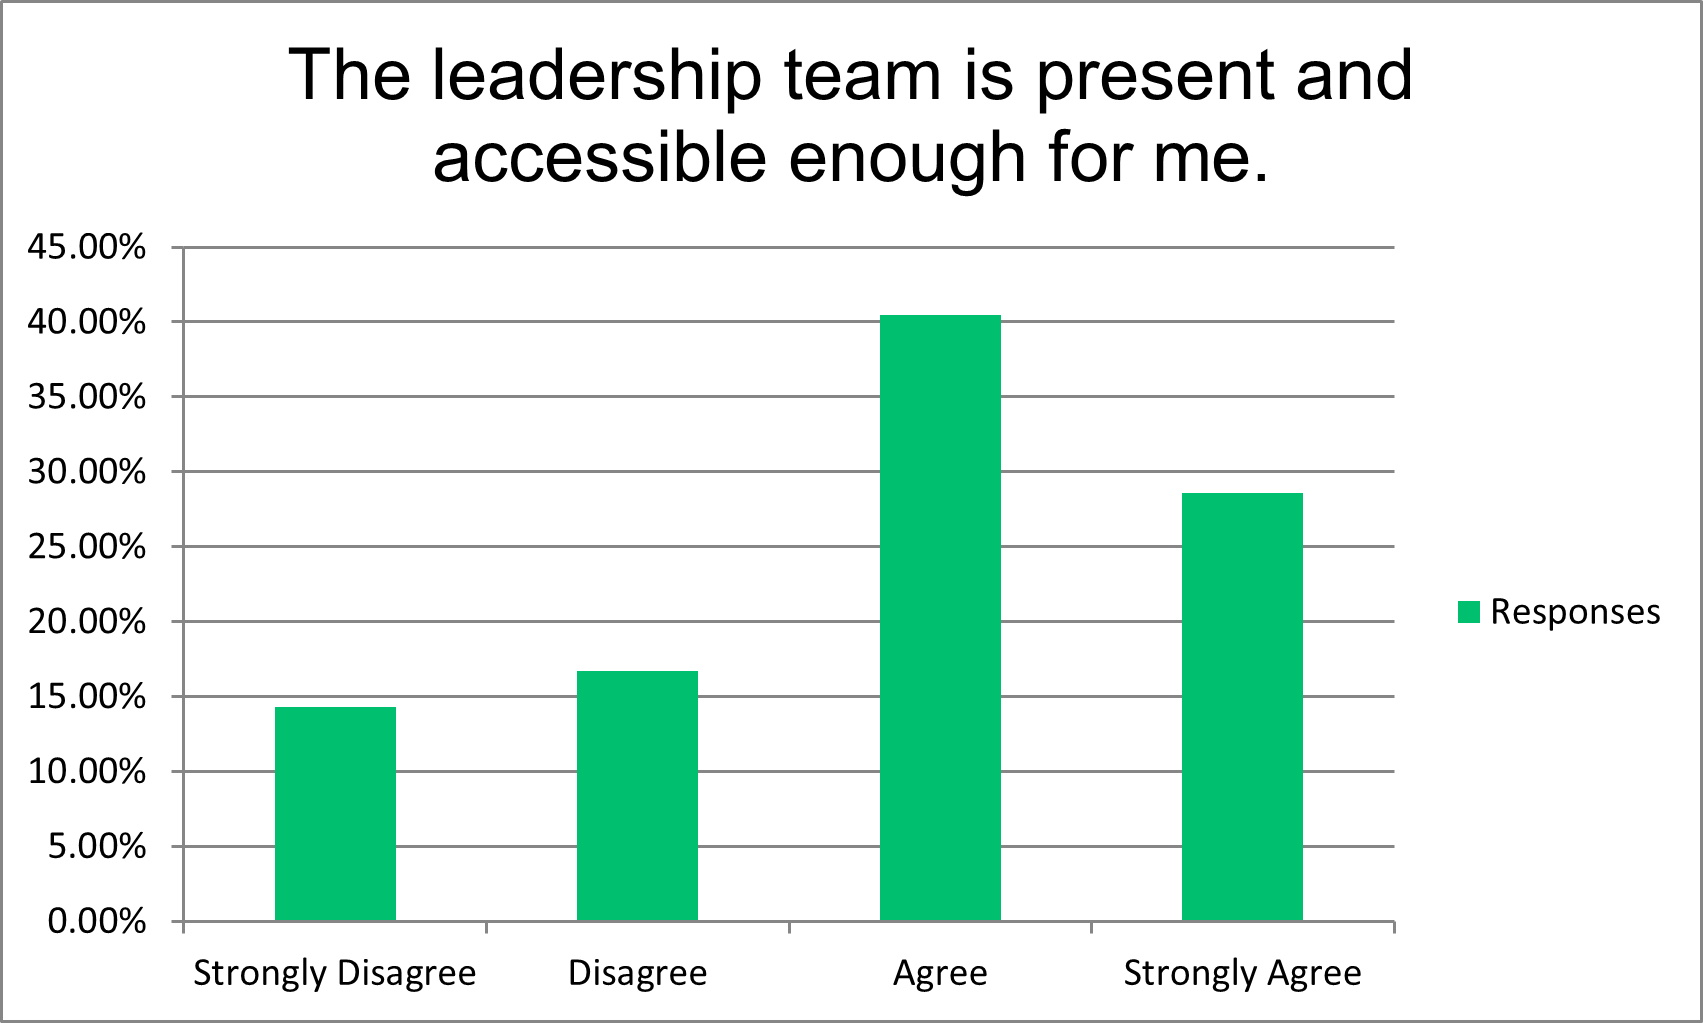 The leadership team is present and
accessible enough for me.
45.00%
40.00%
35.00%
30.00%
25.00%
20.00%
15.00%
10.00%
5.00%
0.00%
Strongly Disagree
Disagree
Agree
Strongly Agree
Responses